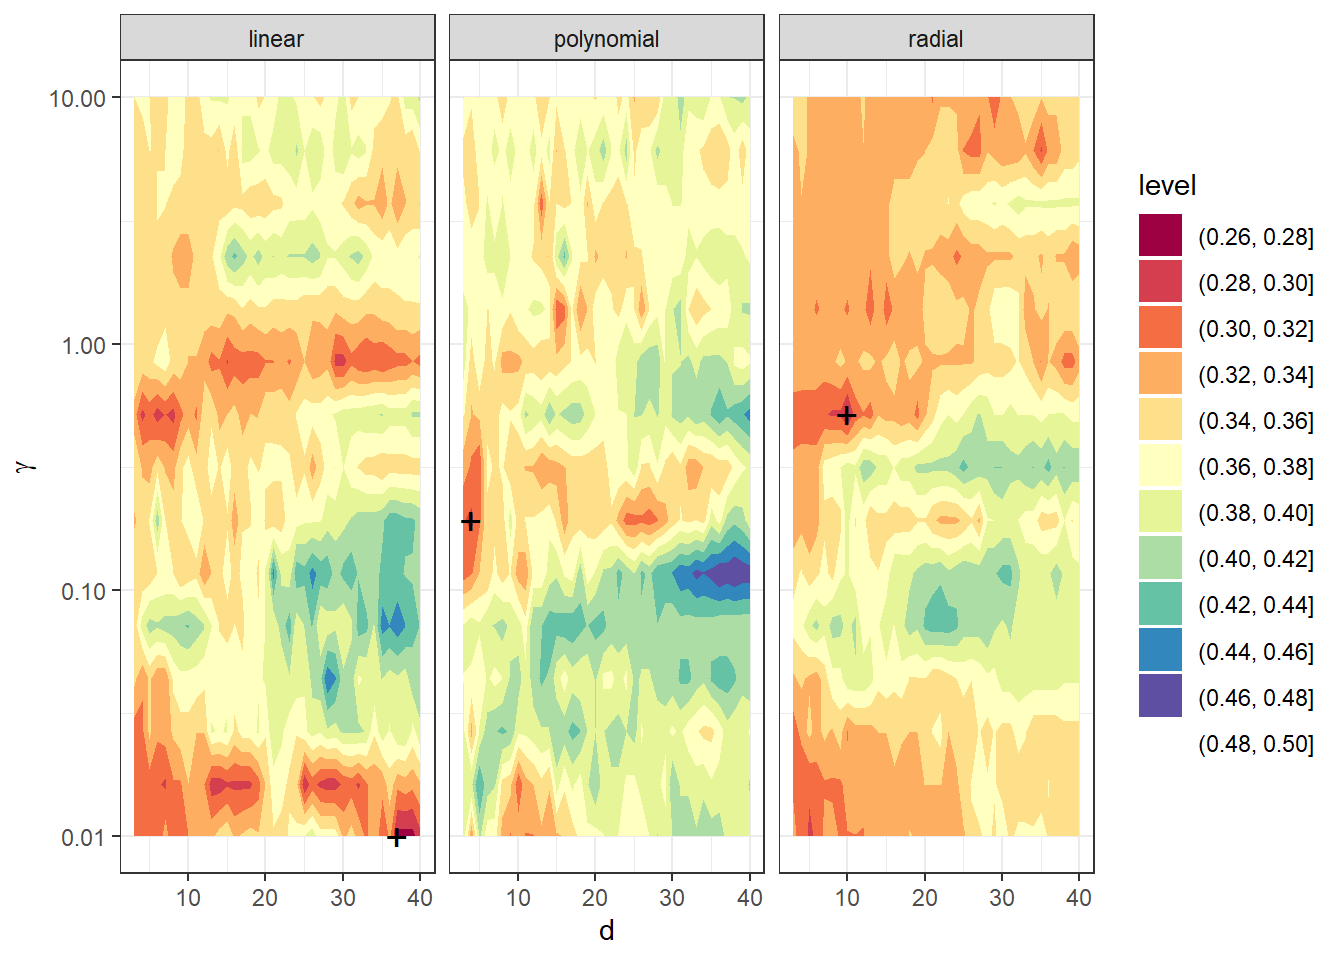 linear
polynomial
radial
10.00
1.00
0.10
0.01
γ
10 20 30 40
10 20 30 40
10 20 30 40
d
level
(0.26, 0.28]
(0.28, 0.30]
(0.30, 0.32]
(0.32, 0.34]
(0.34, 0.36]
(0.36, 0.38]
(0.38, 0.40]
(0.40, 0.42]
(0.42, 0.44]
(0.44, 0.46]
(0.46, 0.48]
(0.48, 0.50]